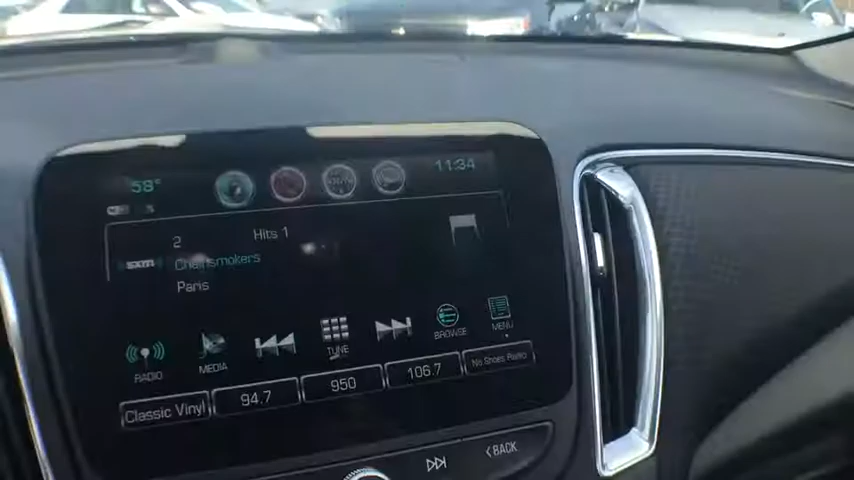 58°
11:34
2
Hits 1
sxm
Chainsmokers
Paris
RADIO
MEDIA
TUNE
BROWSE
MENU
Classic Vinyl
94.7
950
106.7
No Shoes Radio
BACK